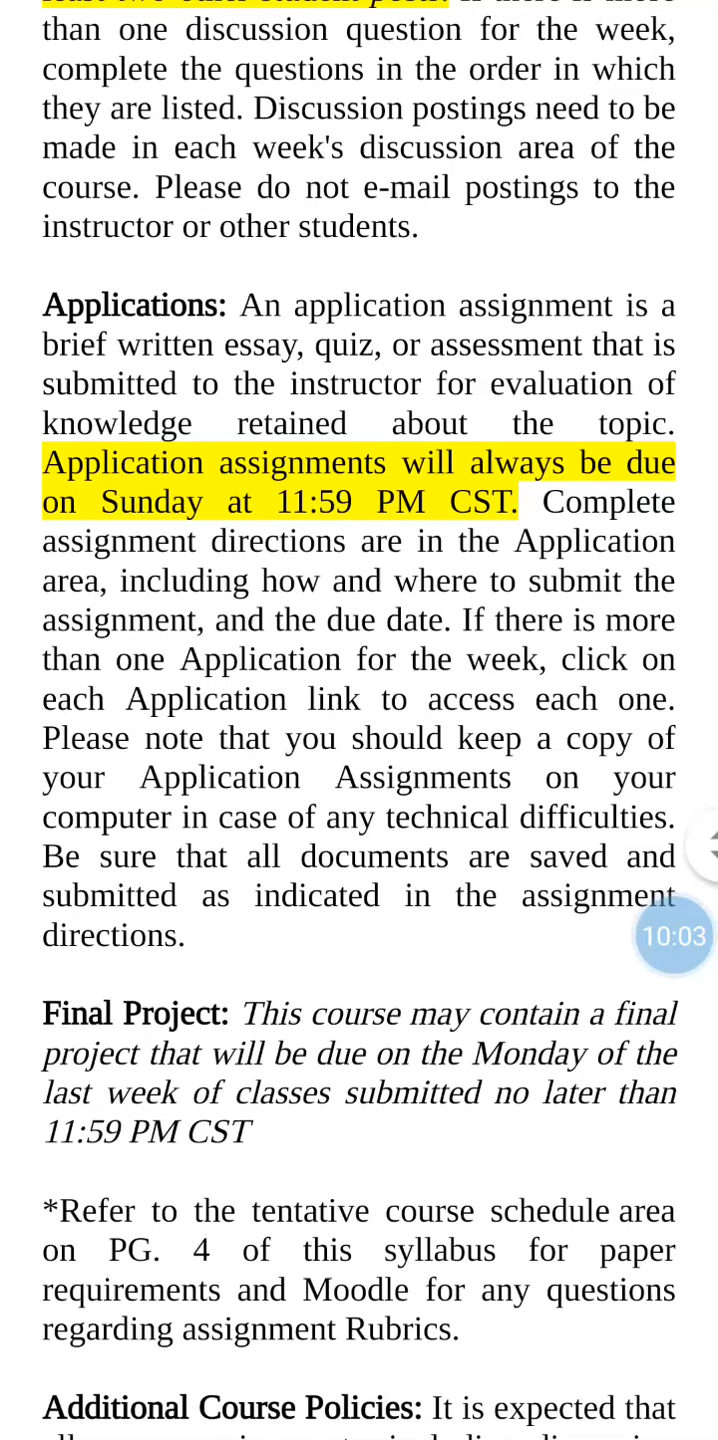 least two other student posts. If there is more
than one discussion question for the week,
complete the questions in the order in which
they are listed. Discussion postings need to be
made in each week's discussion area of the
course. Please do not e-mail postings to the
instructor or other students.
Applications: An application assignment is a
brief written essay, quiz, or assessment that is
submitted to the instructor for evaluation of
knowledge retained about the topic.
Application assignments will always be due
on Sunday at 11:59 PM CST. Complete
assignment directions are in the Application
area, including how and where to submit the
assignment, and the due date. If there is more
than one Application for the week, click on
each Application link to access each one.
Please note that you should keep a copy of
your Application Assignments on your
computer in case of any technical difficulties.
Be sure that all documents are saved and
submitted as indicated in the assignment
directions.
10:03
Final Project: This course may contain a final
project that will be due on the Monday of the
last week of classes submitted no later than
11:59 PM CST
*Refer to the tentative course schedule area
on PG. 4 of this syllabus for paper
requirements and Moodle for any questions
regarding assignment Rubrics.
Additional Course Policies: It is expected that